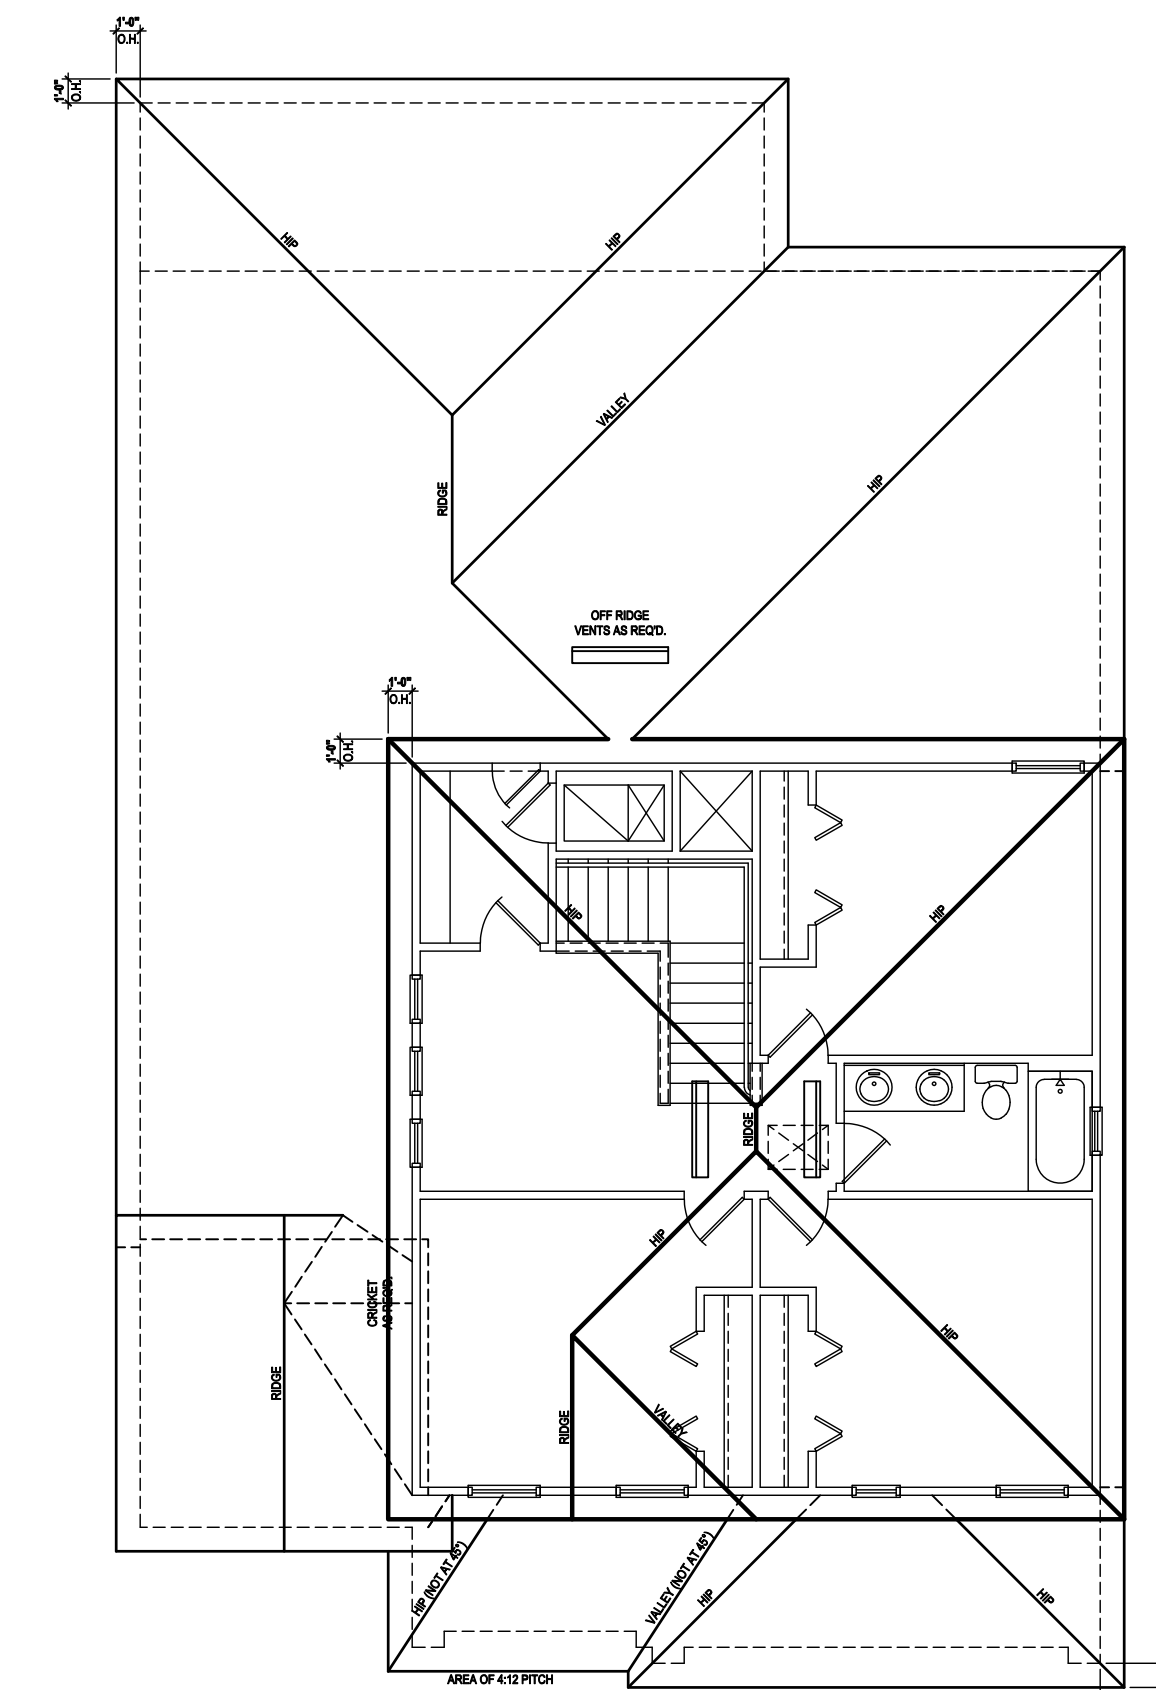 1'-0"
O.H.
1'-0"
O.H.
HIP
HIP
VALLEY
HIP
RIDGE
OFF RIDGE
VENTS AS REQ'D.
1'-0"
O.H.
1'-0"
O.H.
HIP
HIP
RIDGE
HIP
CRICKET
AS REQ'D.
HIP
RIDGE
RIDGE
VALLEY
HIP (NOT AT 45°)
VALLEY (NOT AT 45°)
HIP
HIP
AREA OF 4:12 PITCH